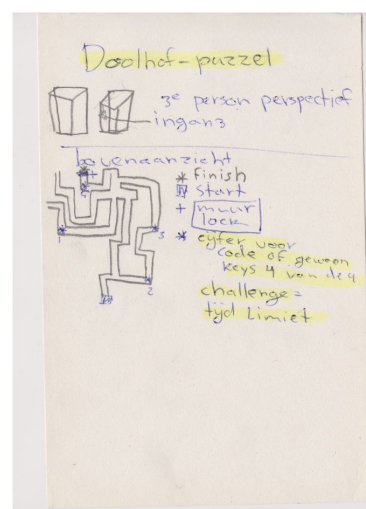 Doolhof-puzzel
3e person perspectief
ingang
bovenaanzicht
* finish
start
+ muur lock
1
3
2
* cijfer voor
code of gewoon
keys 4 van de 4
challenge=
tijd Limiet